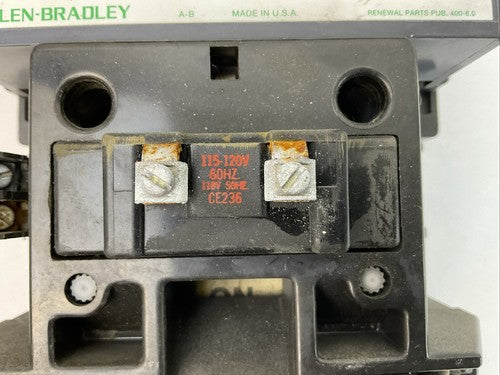 LEN-BRADLEY A-B MADE IN U.S.A. RENEWAL PARTS PUB. 400-6.0
115-120V
60HZ
110V 50HZ
CE236